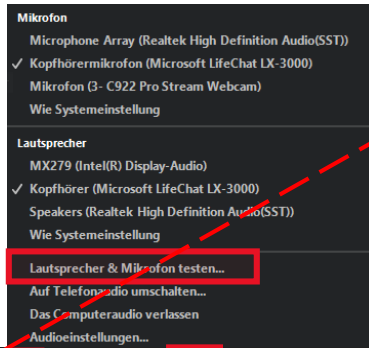 Mikrofon
Microphone Array (Realtek High Definition Audio(SST))
✓ Kopfhörermikrofon (Microsoft LifeChat LX-3000)
Mikrofon (3- C922 Pro Stream Webcam)
Wie Systemeinstellung
Lautsprecher
MX279 (Intel(R) Display-Audio)
✓ Kopfhörer (Microsoft LifeChat LX-3000)
Speakers (Realtek High Definition Audio(SST))
Wie Systemeinstellung
Lautsprecher & Mikrofon testen...
Auf Telefonaudio umschalten...
Das Computeraudio verlassen
Audioeinstellungen...